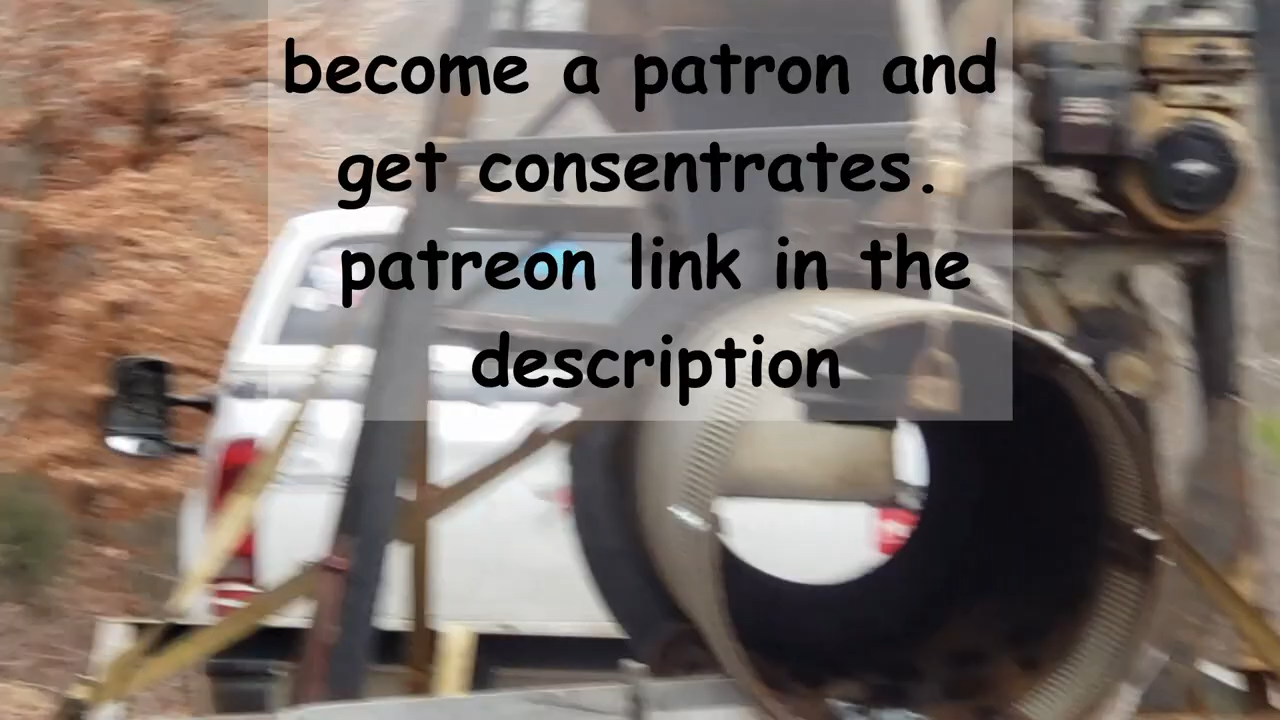 become a patron and
get consentrates.
patreon link in the
description